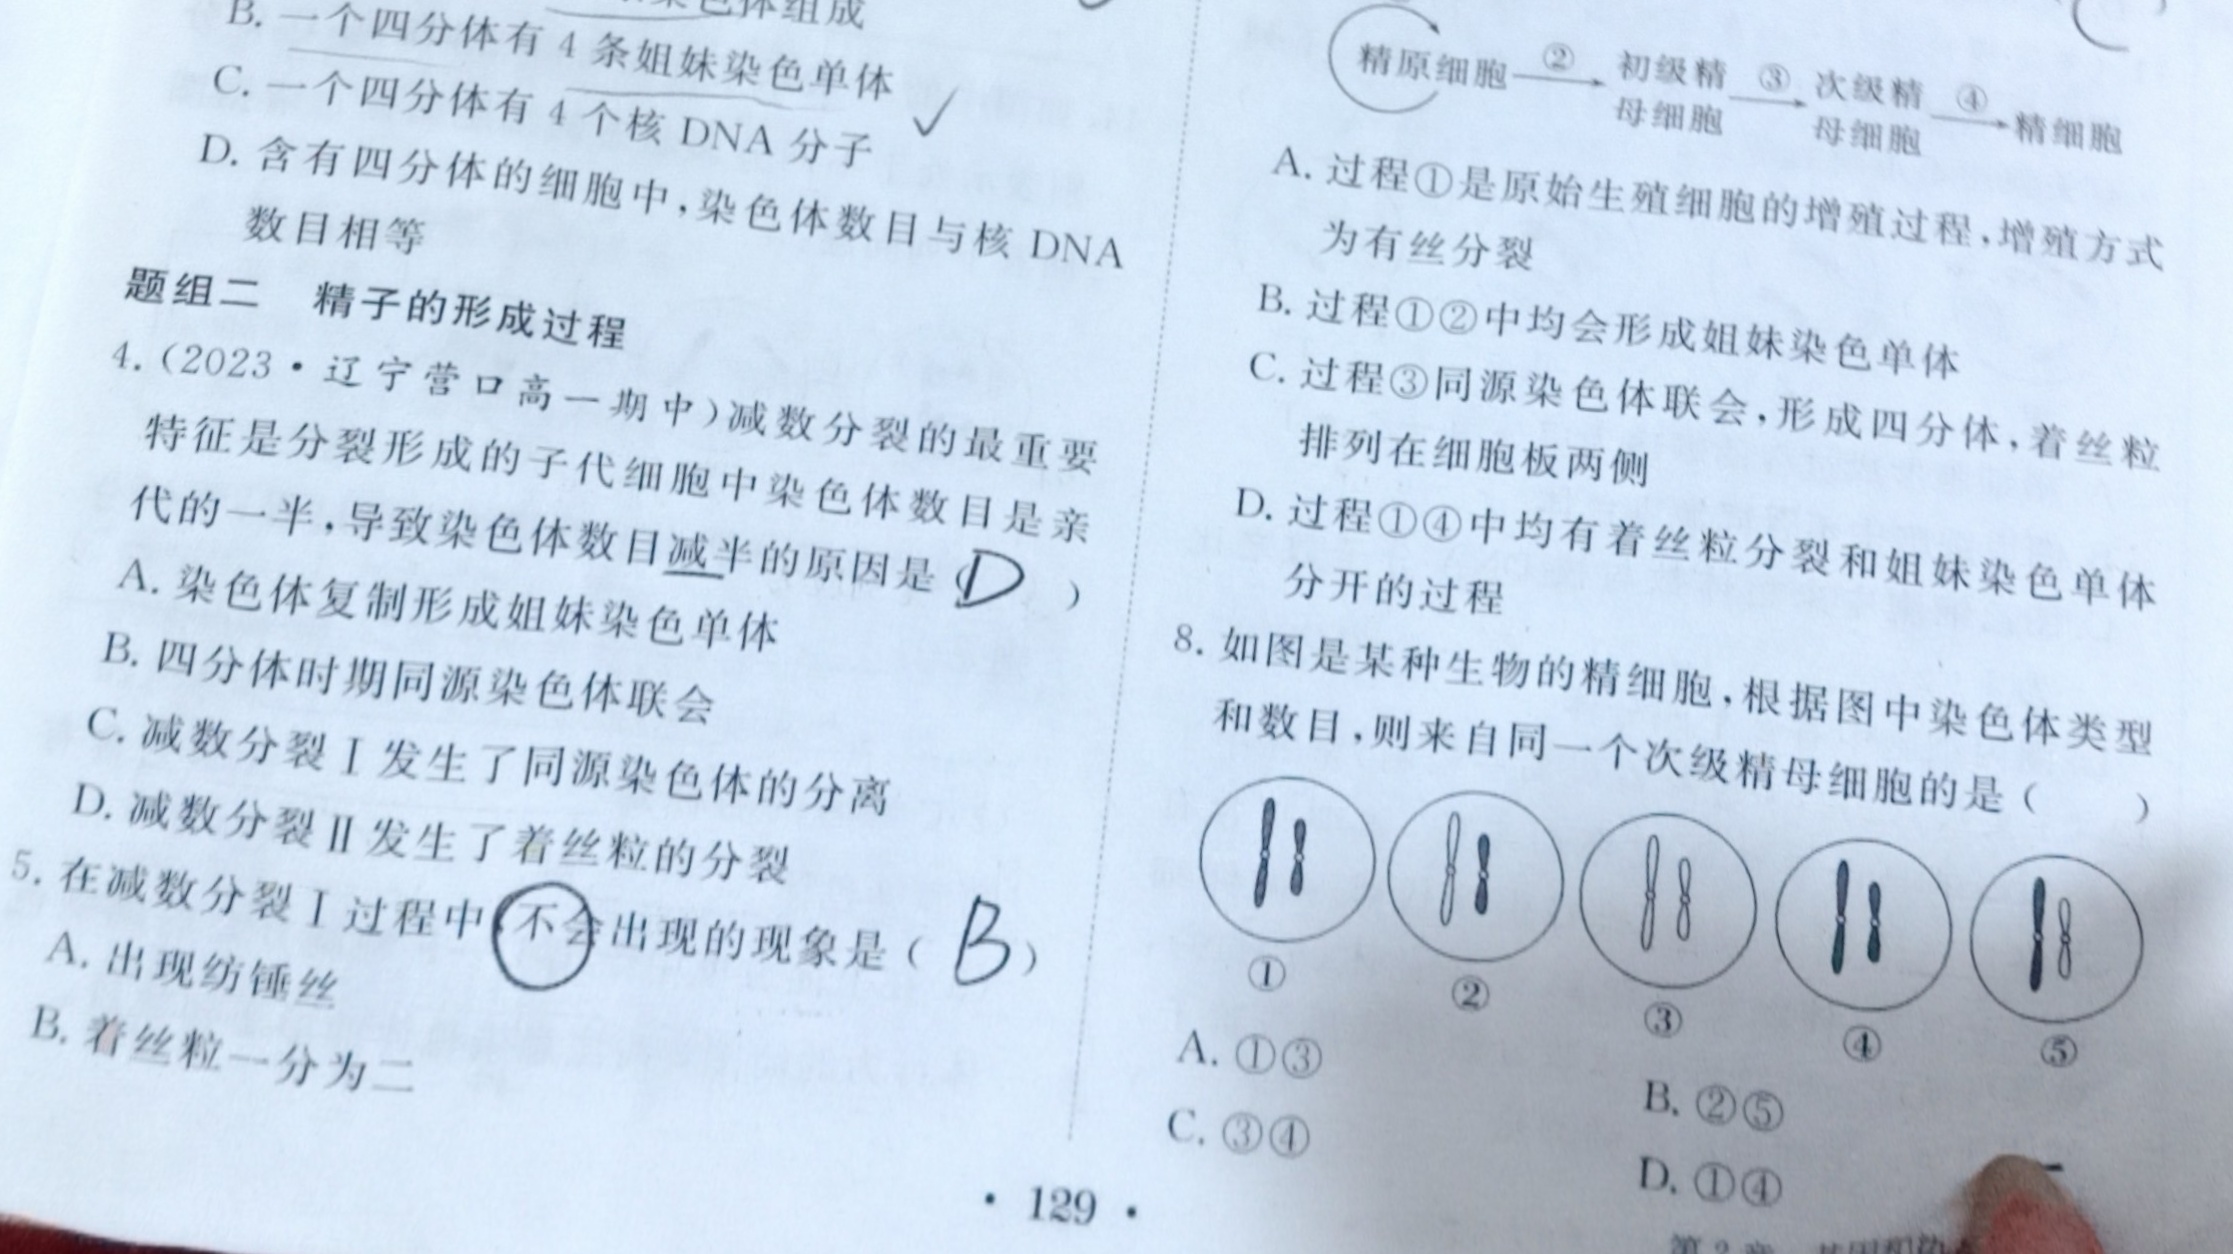 染色体组成
B. 一个四分体有 4 条姐妹染色单体
C. 一个四分体有 4 个核 DNA 分子
D. 含有四分体的细胞中,染色体数目与核 DNA
数目相等
题组二 精子的形成过程
4. (2023·辽宁营口高一期中)减数分裂的最重要
特征是分裂形成的子代细胞中染色体数目是亲
代的一半,导致染色体数目减半的原因是( D )
A. 染色体复制形成姐妹染色单体
B. 四分体时期同源染色体联会
C. 减数分裂Ⅰ发生了同源染色体的分离
D. 减数分裂Ⅱ发生了着丝粒的分裂
5. 在减数分裂Ⅰ过程中,不会出现的现象是( B )
A. 出现纺锤丝
B. 着丝粒一分为二
精原细胞 ② 初级精母细胞 ③ 次级精母细胞 ④ 精细胞
A. 过程①是原始生殖细胞的增殖过程,增殖方式
为有丝分裂
B. 过程①②中均会形成姐妹染色单体
C. 过程③同源染色体联会,形成四分体,着丝粒
排列在细胞板两侧
D. 过程①④中均有着丝粒分裂和姐妹染色单体
分开的过程
8. 如图是某种生物的精细胞,根据图中染色体类型
和数目,则来自同一个次级精母细胞的是( )
① ② ③ ④ ⑤
A. ①③
B. ②⑤
C. ③④
D. ①④
· 129 ·